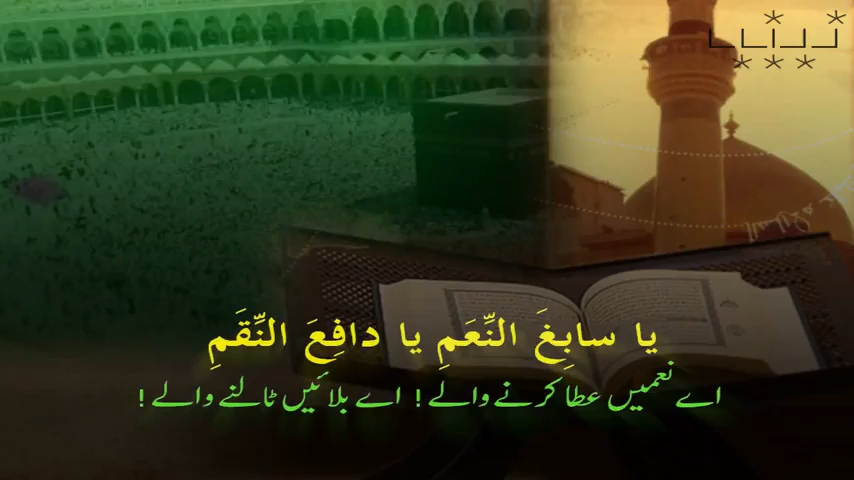 يا سابِغَ النِّعَمِ يا دافِعَ النِّقَمِ
اے نعمیں عطا کرنے والے ! اے بلائیں ٹالنے والے !